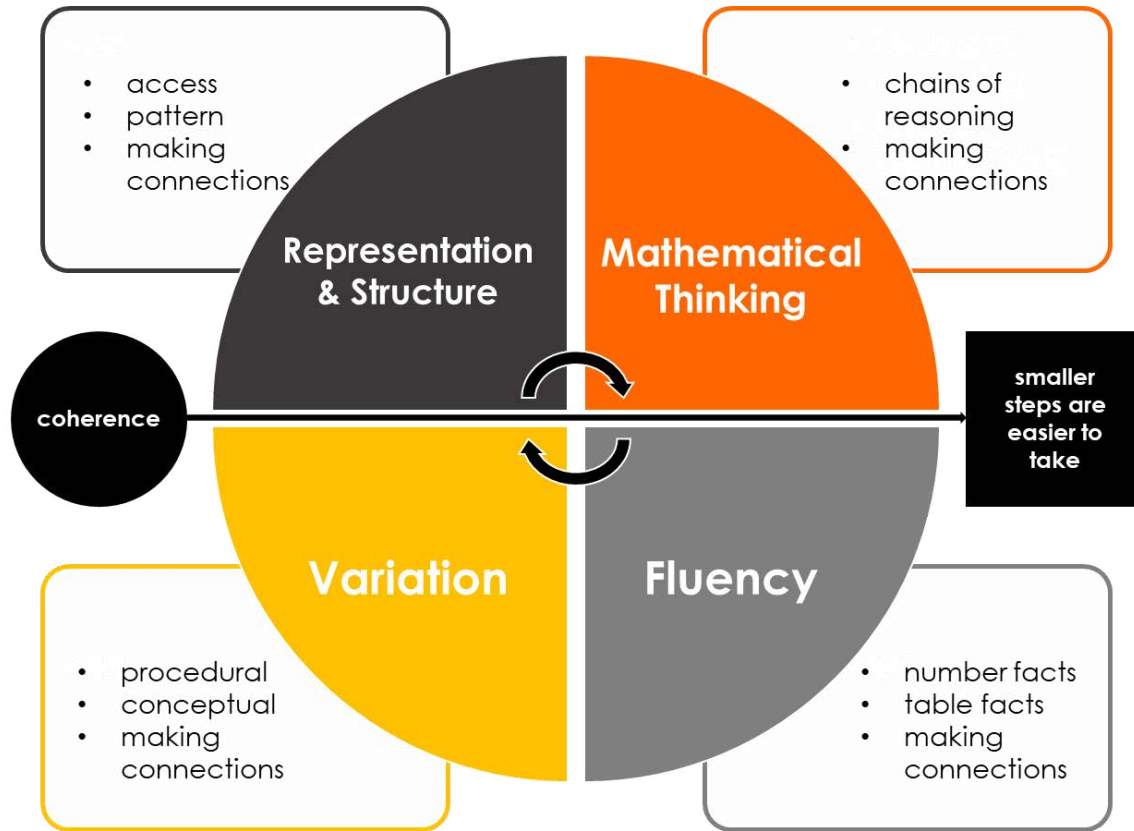 • access
• pattern
• making
connections
• chains of
reasoning
• making
connections
Representation
& Structure
Mathematical
Thinking
coherence
smaller
steps are
easier to
take
Variation
Fluency
• procedural
• conceptual
• making
connections
• number facts
• table facts
• making
connections